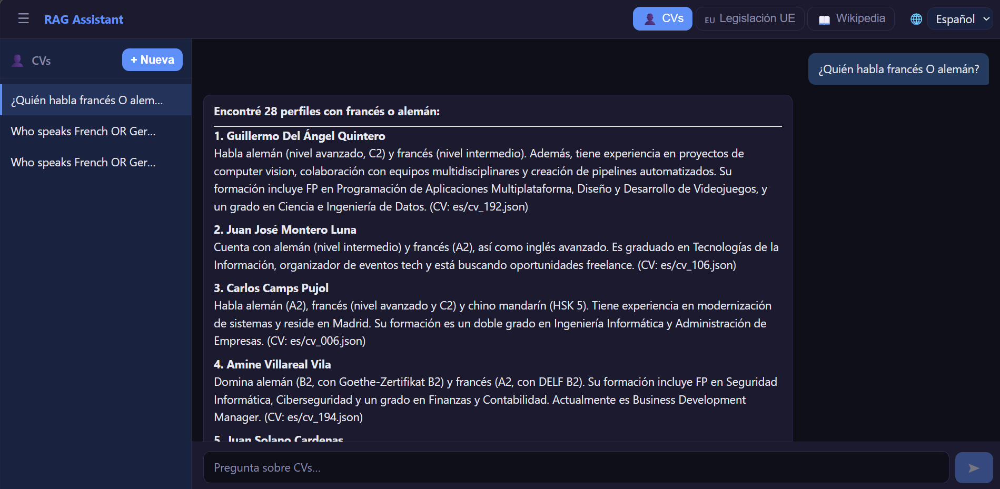 RAG Assistant
CVs
EU Legislación UE
Wikipedia
Español
CVs
+ Nueva
¿Quién habla francés O alem...
Who speaks French OR Ger...
Who speaks French OR Ger...
¿Quién habla francés O alemán?
Encontré 28 perfiles con francés o alemán:
1. Guillermo Del Ángel Quintero
Habla alemán (nivel avanzado, C2) y francés (nivel intermedio). Además, tiene experiencia en proyectos de
computer vision, colaboración con equipos multidisciplinares y creación de pipelines automatizados. Su
formación incluye FP en Programación de Aplicaciones Multiplataforma, Diseño y Desarrollo de Videojuegos, y
un grado en Ciencia e Ingeniería de Datos. (CV: es/cv_192.json)
2. Juan José Montero Luna
Cuenta con alemán (nivel intermedio) y francés (A2), así como inglés avanzado. Es graduado en Tecnologías de la
Información, organizador de eventos tech y está buscando oportunidades freelance. (CV: es/cv_106.json)
3. Carlos Camps Pujol
Habla alemán (A2), francés (nivel avanzado y C2) y chino mandarín (HSK 5). Tiene experiencia en modernización
de sistemas y reside en Madrid. Su formación es un doble grado en Ingeniería Informática y Administración de
Empresas. (CV: es/cv_006.json)
4. Amine Villareal Vila
Domina alemán (B2, con Goethe-Zertifikat B2) y francés (A2, con DELF B2). Su formación incluye FP en Seguridad
Informática, Ciberseguridad y un grado en Finanzas y Contabilidad. Actualmente es Business Development
Manager. (CV: es/cv_194.json)
5. Juan Solano Cardenas
Pregunta sobre CVs...